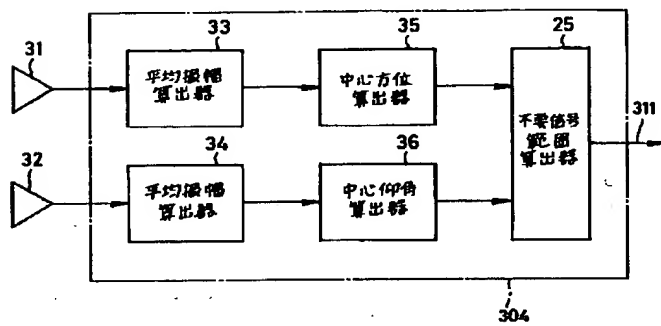 31
33
平均振幅
算出器
35
中心方位
算出器
25
不要信号
範囲
算出器
311
32
34
平均振幅
算出器
36
中心仰角
算出器
304